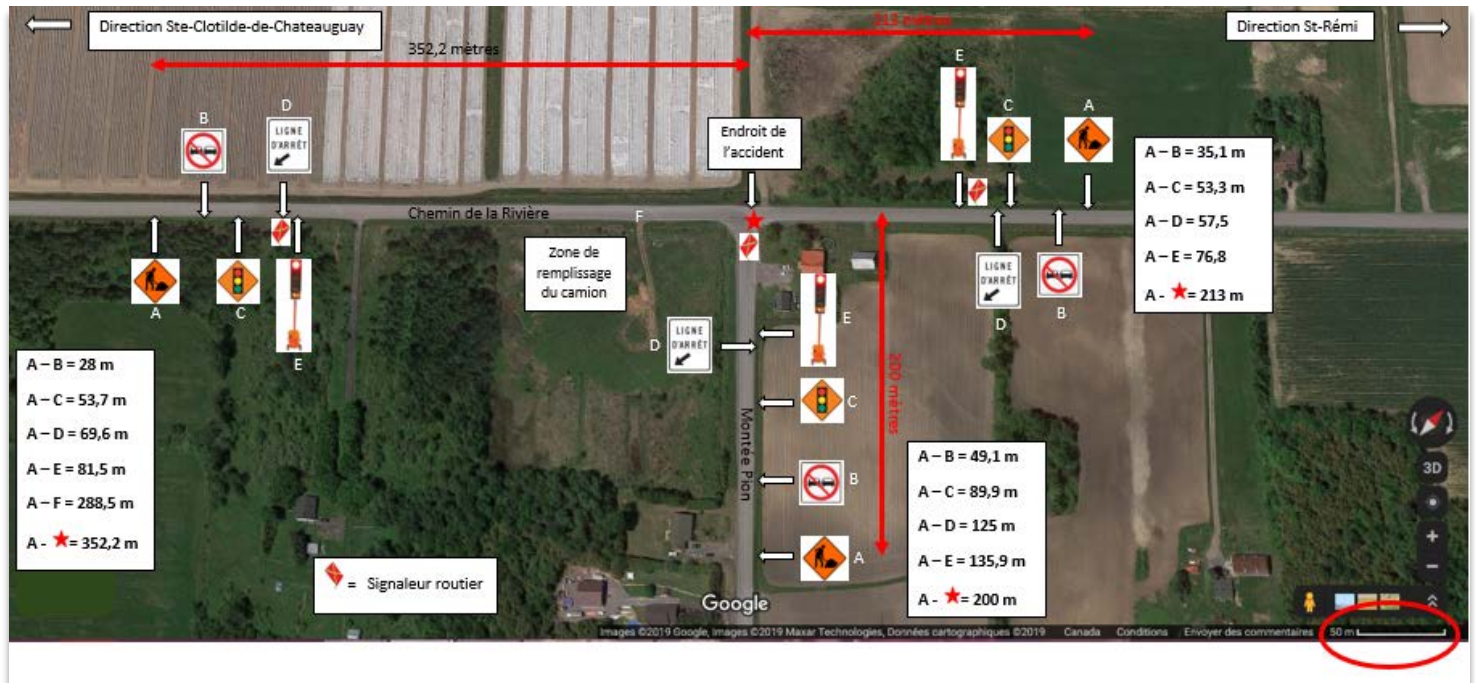 Direction Ste-Clotilde-de-Chateauguay
352,2 mètres
213 mètres
Direction St-Rémi
B
D
LIGNE
D'ARRÊT
Endroit de
l'accident
E
C
A
Chemin de la Rivière
F
A
C
E
Zone de
remplissage
du camion
LIGNE
D'ARRÊT
D
B
A – B = 35,1 m
A – C = 53,3 m
A – D = 57,5
A – E = 76,8
A - ★ = 213 m
D
LIGNE
D'ARRÊT
E
C
B
A
Montée Pion
200 mètres
A – B = 28 m
A – C = 53,7 m
A – D = 69,6 m
A – E = 81,5 m
A – F = 288,5 m
A - ★ = 352,2 m
A – B = 49,1 m
A – C = 89,9 m
A – D = 125 m
A – E = 135,9 m
A - ★ = 200 m
= Signaleur routier
3D
Google
Images ©2019 Google, Images ©2019 Maxar Technologies, Données cartographiques ©2019 Canada Conditions Envoyer des commentaires 50 m